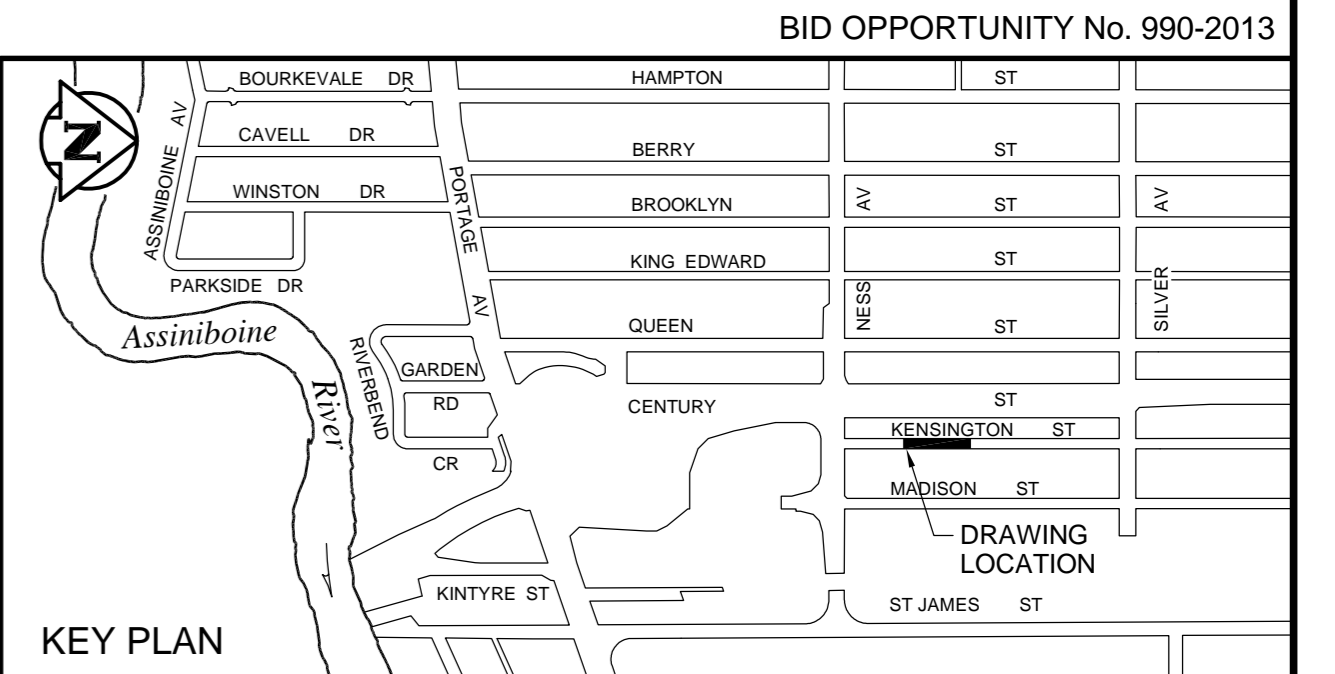 BID OPPORTUNITY No. 990-2013
BOURKEVALE DR
HAMPTON ST
N
ASSINIBOINE AV
CAVELL DR
BERRY ST
WINSTON DR
PORTAGE AV
BROOKLYN ST
NESS AV
SILVER AV
KING EDWARD ST
PARKSIDE DR
Assiniboine River
QUEEN ST
RIVERBEND CR
GARDEN RD
CENTURY ST
KENSINGTON ST
MADISON ST
DRAWING
LOCATION
KINTYRE ST
ST JAMES ST
KEY PLAN